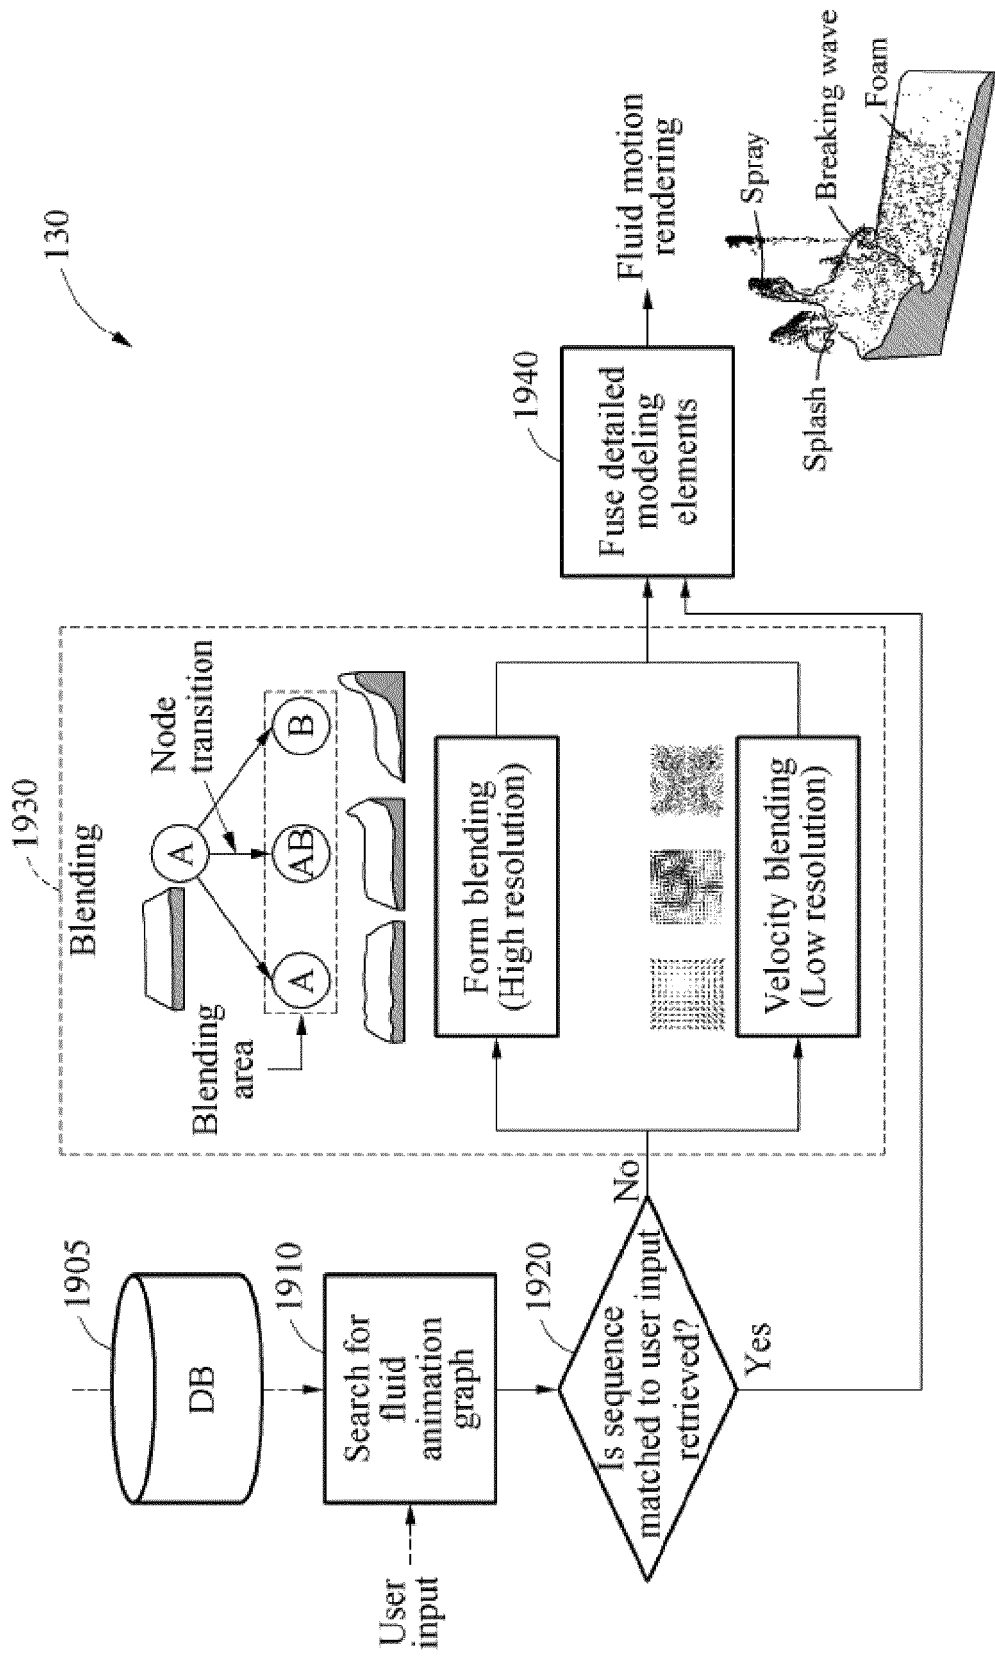 130
1905
DB
1910
Search for
fluid
animation
graph
User
input
1920
Is sequence
matched to user input
retrieved?
No
Yes
1930
Blending
A
Node
transition
Blending
area
A
AB
B
Form blending
(High resolution)
Velocity blending
(Low resolution)
1940
Fuse detailed
modeling
elements
Fluid motion
rendering
Splash
Spray
Breaking wave
Foam